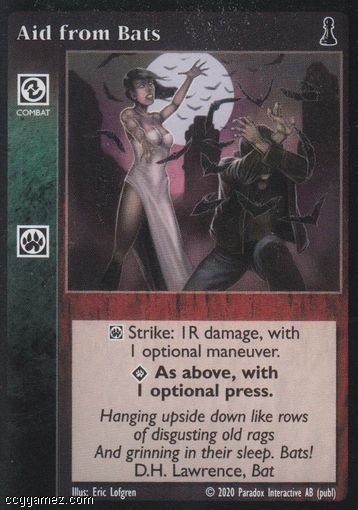 Aid from Bats
COMBAT
Strike: 1R damage, with
1 optional maneuver.
As above, with
1 optional press.
Hanging upside down like rows
of disgusting old rags
And grinning in their sleep. Bats!
D.H. Lawrence, Bat
Illus: Eric Lofgren © 2020 Paradox Interactive AB (publ)
ccggamez.com